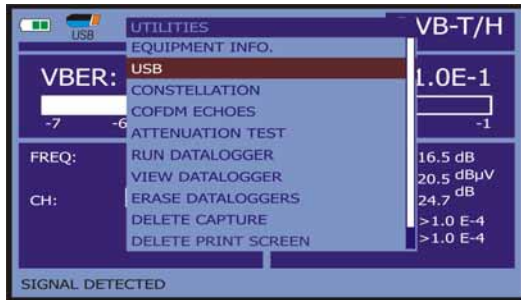 USB
UTILITIES
VB-T/H
EQUIPMENT INFO.
USB
CONSTELLATION
COFDM ECHOES
ATTENUATION TEST
RUN DATALOGGER
VIEW DATALOGGER
ERASE DATALOGGERS
DELETE CAPTURE
DELETE PRINT SCREEN
VBER:
1.0E-1
-7 -6 -1
FREQ:
16.5 dB
20.5 dBµV
CH:
24.7 dB
>1.0 E-4
>1.0 E-4
SIGNAL DETECTED